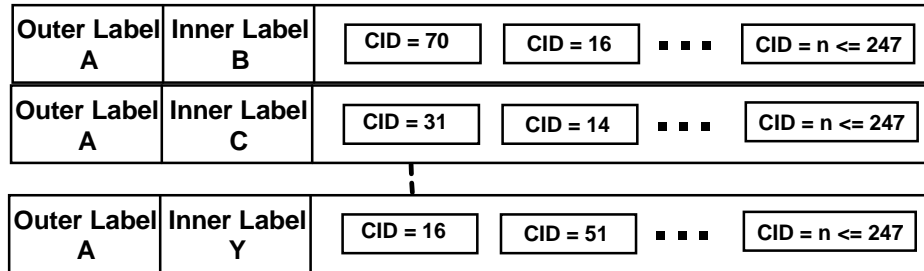 Outer Label Inner Label CID = 70 CID = 16 CID = n <= 247
A B
Outer Label Inner Label CID = 31 CID = 14 CID = n <= 247
A C
Outer Label Inner Label CID = 16 CID = 51 CID = n <= 247
A Y